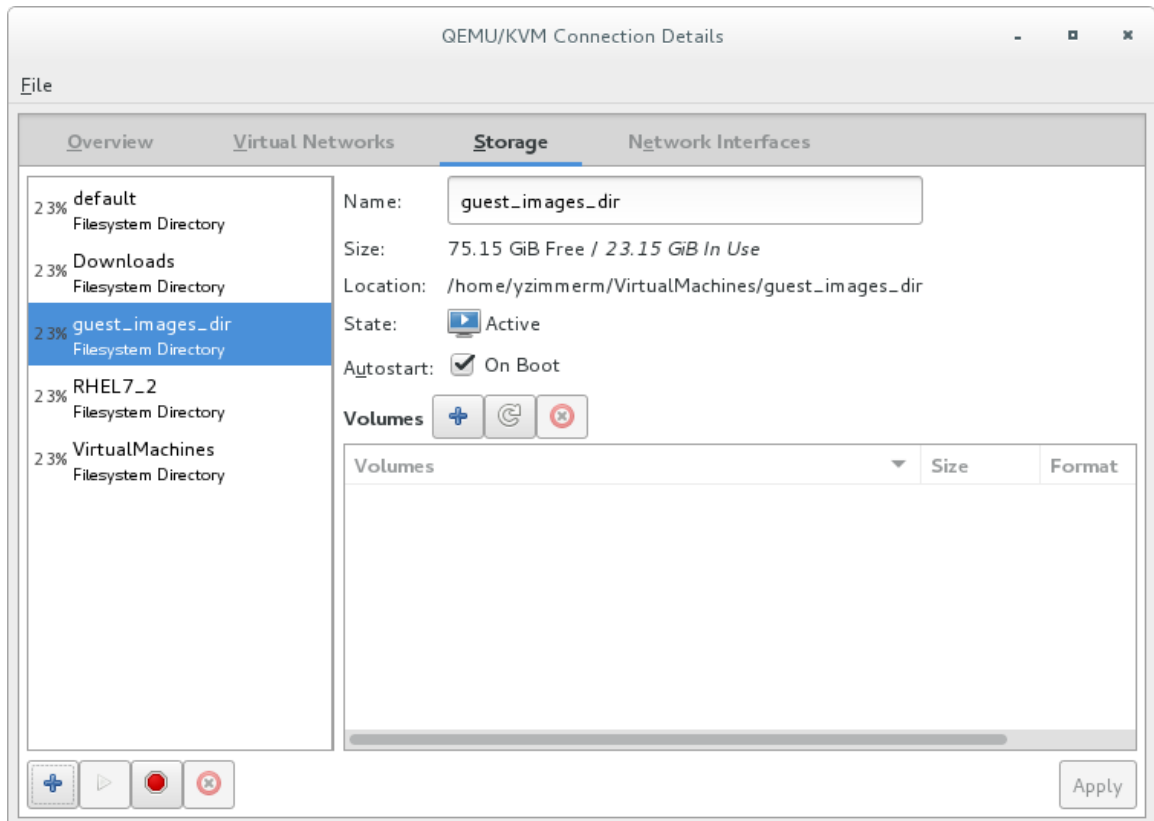 QEMU/KVM Connection Details
File
Overview Virtual Networks Storage Network Interfaces
23% default
Filesystem Directory
23% Downloads
Filesystem Directory
23% guest_images_dir
Filesystem Directory
23% RHEL7_2
Filesystem Directory
23% VirtualMachines
Filesystem Directory
Name: guest_images_dir
Size: 75.15 GiB Free / 23.15 GiB In Use
Location: /home/yzimmerm/VirtualMachines/guest_images_dir
State: Active
Autostart: On Boot
Volumes
Volumes Size Format
Apply